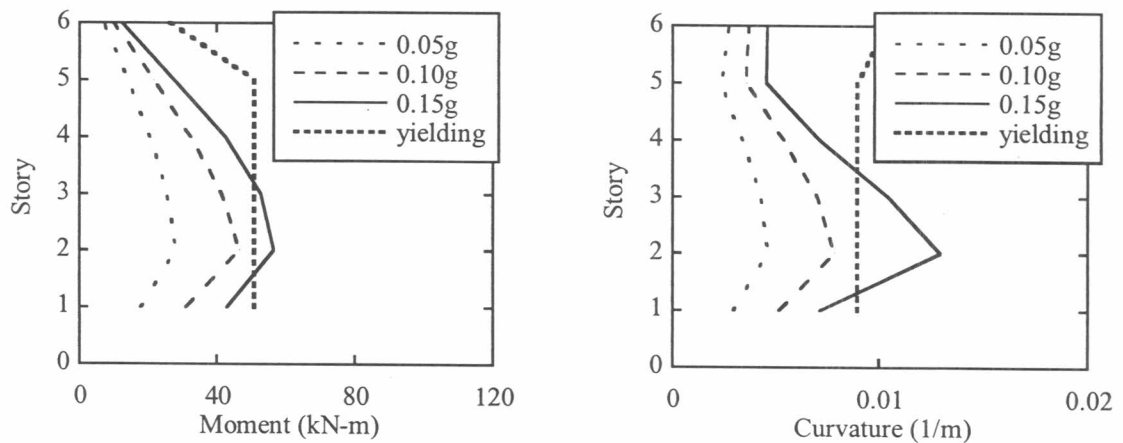 6
5
4
3
2
1
0
Story
0
40
80
120
Moment (kN-m)
0.05g
0.10g
0.15g
yielding
6
5
4
3
2
1
0
Story
0
0.01
0.02
Curvature (1/m)
0.05g
0.10g
0.15g
yielding